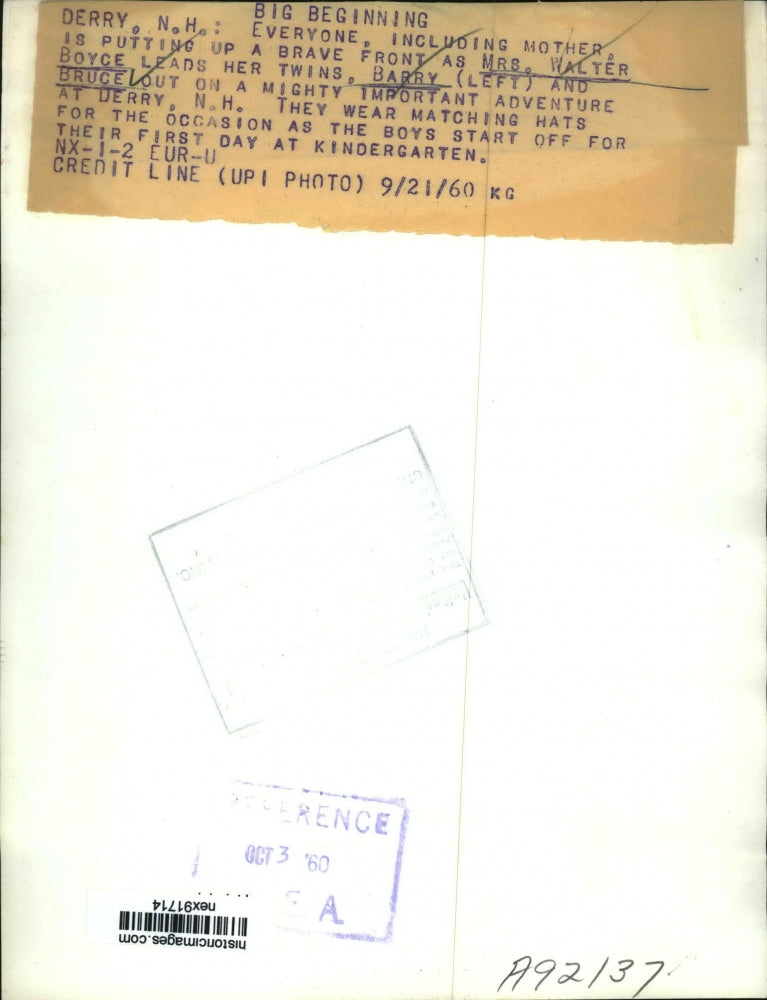 BIG BEGINNING
DERRY, N.H.: EVERYONE, INCLUDING MOTHER,
IS PUTTING UP A BRAVE FRONT AS MRS. WALTER
BOYCE LEADS HER TWINS, BARRY (LEFT) AND
BRUCE OUT ON A MIGHTY IMPORTANT ADVENTURE
AT DERRY, N.H. THEY WEAR MATCHING HATS
FOR THE OCCASION AS THE BOYS START OFF FOR
THEIR FIRST DAY AT KINDERGARTEN.
NX-1-2 EUR-U
CREDIT LINE (UPI PHOTO) 9/21/60 KG
INC.
ERENCE
OCT 3 '60
E A
nex91714
historicimages.com
A92137